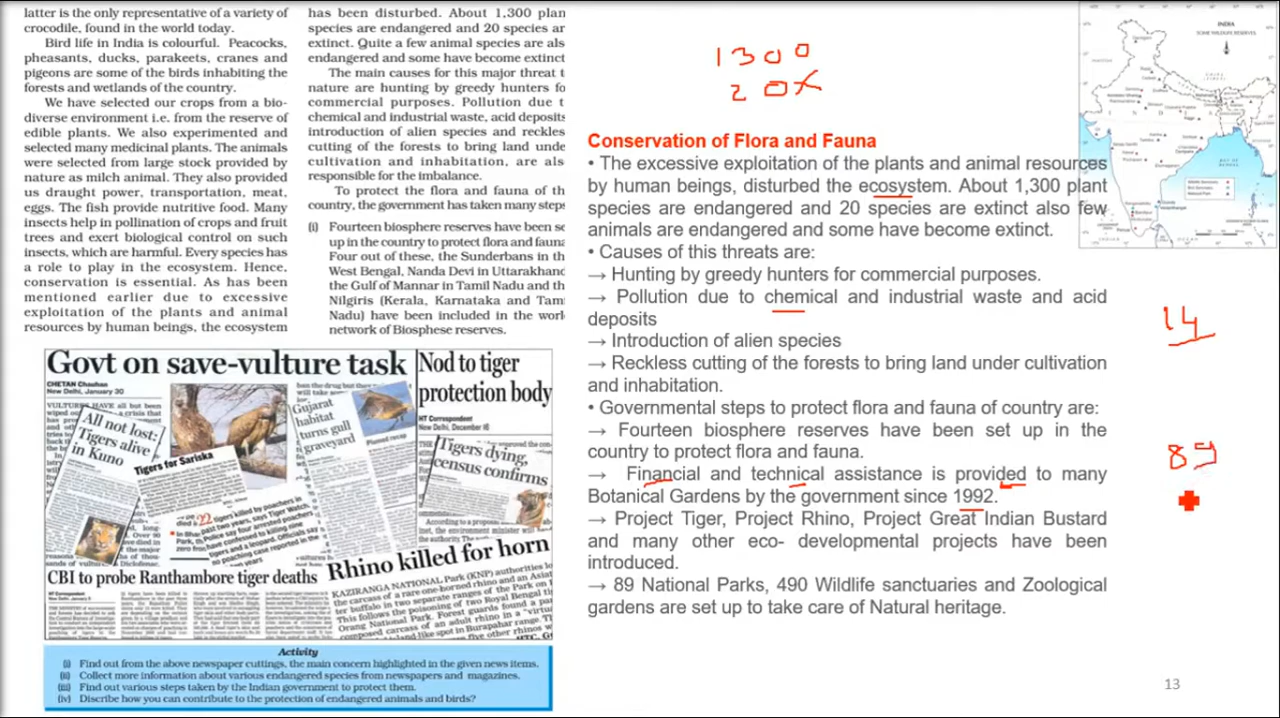 latter is the only representative of a variety of
crocodile, found in the world today.
Bird life in India is colourful. Peacocks,
pheasants, ducks, parakeets, cranes and
pigeons are some of the birds inhabiting the
forests and wetlands of the country.
We have selected our crops from a bio-
diverse environment i.e. from the reserve of
edible plants. We also experimented and
selected many medicinal plants. The animals
were selected from large stock provided by
nature as milch animal. They also provided
us draught power, transportation, meat,
eggs. The fish provide nutritive food. Many
insects help in pollination of crops and fruit
trees and exert biological control on such
insects, which are harmful. Every species has
a role to play in the ecosystem. Hence,
conservation is essential. As has been
mentioned earlier due to excessive
exploitation of the plants and animal
resources by human beings, the ecosystem
has been disturbed. About 1,300 plan
species are endangered and 20 species ar
extinct. Quite a few animal species are als
endangered and some have become extinct
The main causes for this major threat t
nature are hunting by greedy hunters fo
commercial purposes. Pollution due t
chemical and industrial waste, acid deposits
introduction of alien species and reckles
cutting of the forests to bring land unde
cultivation and inhabitation, are als
responsible for the imbalance.
To protect the flora and fauna of th
country, the government has taken many steps
(i) Fourteen biosphere reserves have been se
up in the country to protect flora and fauna
Four out of these, the Sunderbans in th
West Bengal, Nanda Devi in Uttarakhand
the Gulf of Mannar in Tamil Nadu and th
Nilgiris (Kerala, Karnataka and Tam
Nadu) have been included in the worl
network of Biosphese reserves.
Govt on save-vulture task
CHETAN Chauhan
New Delhi, January 30
All not lost;
Tigers alive
in Kuno
Tigers for Sariska
Gujarat
habitat
turns gull
graveyard
Nod to tiger
protection body
HT Correspondent
New Delhi, December 16
Tigers dying,
census confirms
CBI to probe Ranthambore tiger deaths
Rhino killed for horn
Activity
(i) Find out from the above newspaper cuttings, the main concern highlighted in the given news items.
(ii) Collect more information about various endangered species from newspapers and magazines.
(iii) Find out various steps taken by the Indian government to protect them.
(iv) Describe how you can contribute to the protection of endangered animals and birds?
1300
20x
Conservation of Flora and Fauna
• The excessive exploitation of the plants and animal resources
by human beings, disturbed the ecosystem. About 1,300 plant
species are endangered and 20 species are extinct also few
animals are endangered and some have become extinct.
• Causes of this threats are:
→ Hunting by greedy hunters for commercial purposes.
→ Pollution due to chemical and industrial waste and acid
deposits
→ Introduction of alien species
→ Reckless cutting of the forests to bring land under cultivation
and inhabitation.
• Governmental steps to protect flora and fauna of country are:
→ Fourteen biosphere reserves have been set up in the
country to protect flora and fauna.
→ Financial and technical assistance is provided to many
Botanical Gardens by the government since 1992.
→ Project Tiger, Project Rhino, Project Great Indian Bustard
and many other eco- developmental projects have been
introduced.
→ 89 National Parks, 490 Wildlife sanctuaries and Zoological
gardens are set up to take care of Natural heritage.
INDIA
SOME WILDLIFE RESERVES
14
89
13